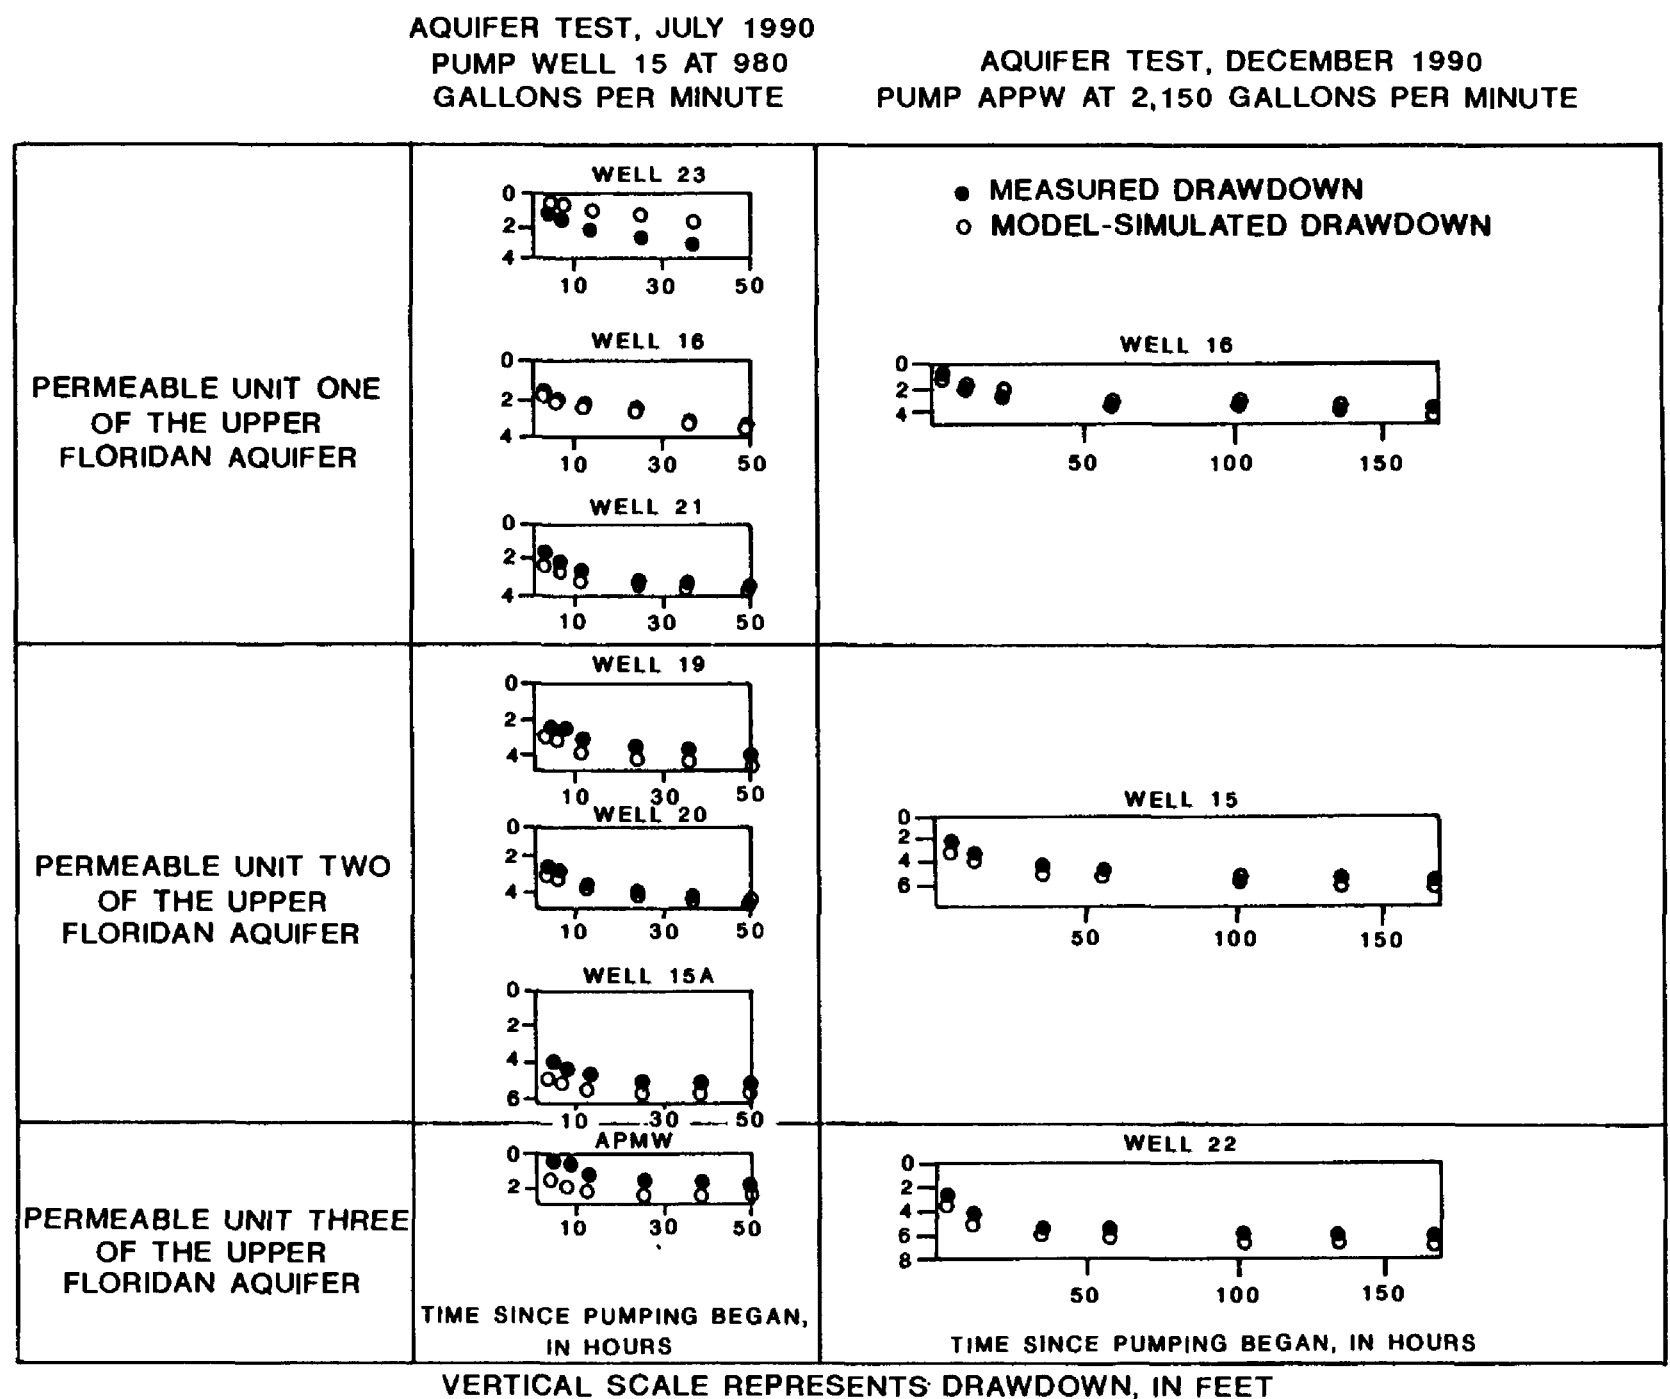 AQUIFER TEST, JULY 1990
PUMP WELL 15 AT 980
GALLONS PER MINUTE
AQUIFER TEST, DECEMBER 1990
PUMP APPW AT 2,150 GALLONS PER MINUTE
PERMEABLE UNIT ONE
OF THE UPPER
FLORIDAN AQUIFER
WELL 23
0
2
4
10 30 50
WELL 16
0
2
4
10 30 50
WELL 21
0
2
4
10 30 50
● MEASURED DRAWDOWN
○ MODEL-SIMULATED DRAWDOWN
WELL 16
0
2
4
50 100 150
PERMEABLE UNIT TWO
OF THE UPPER
FLORIDAN AQUIFER
WELL 19
0
2
4
10 30 50
WELL 20
0
2
4
10 30 50
WELL 15A
0
2
4
6
10 30 50
WELL 15
0
2
4
6
50 100 150
PERMEABLE UNIT THREE
OF THE UPPER
FLORIDAN AQUIFER
APMW
0
2
10 30 50
TIME SINCE PUMPING BEGAN,
IN HOURS
WELL 22
0
2
4
6
8
50 100 150
TIME SINCE PUMPING BEGAN, IN HOURS
VERTICAL SCALE REPRESENTS DRAWDOWN, IN FEET